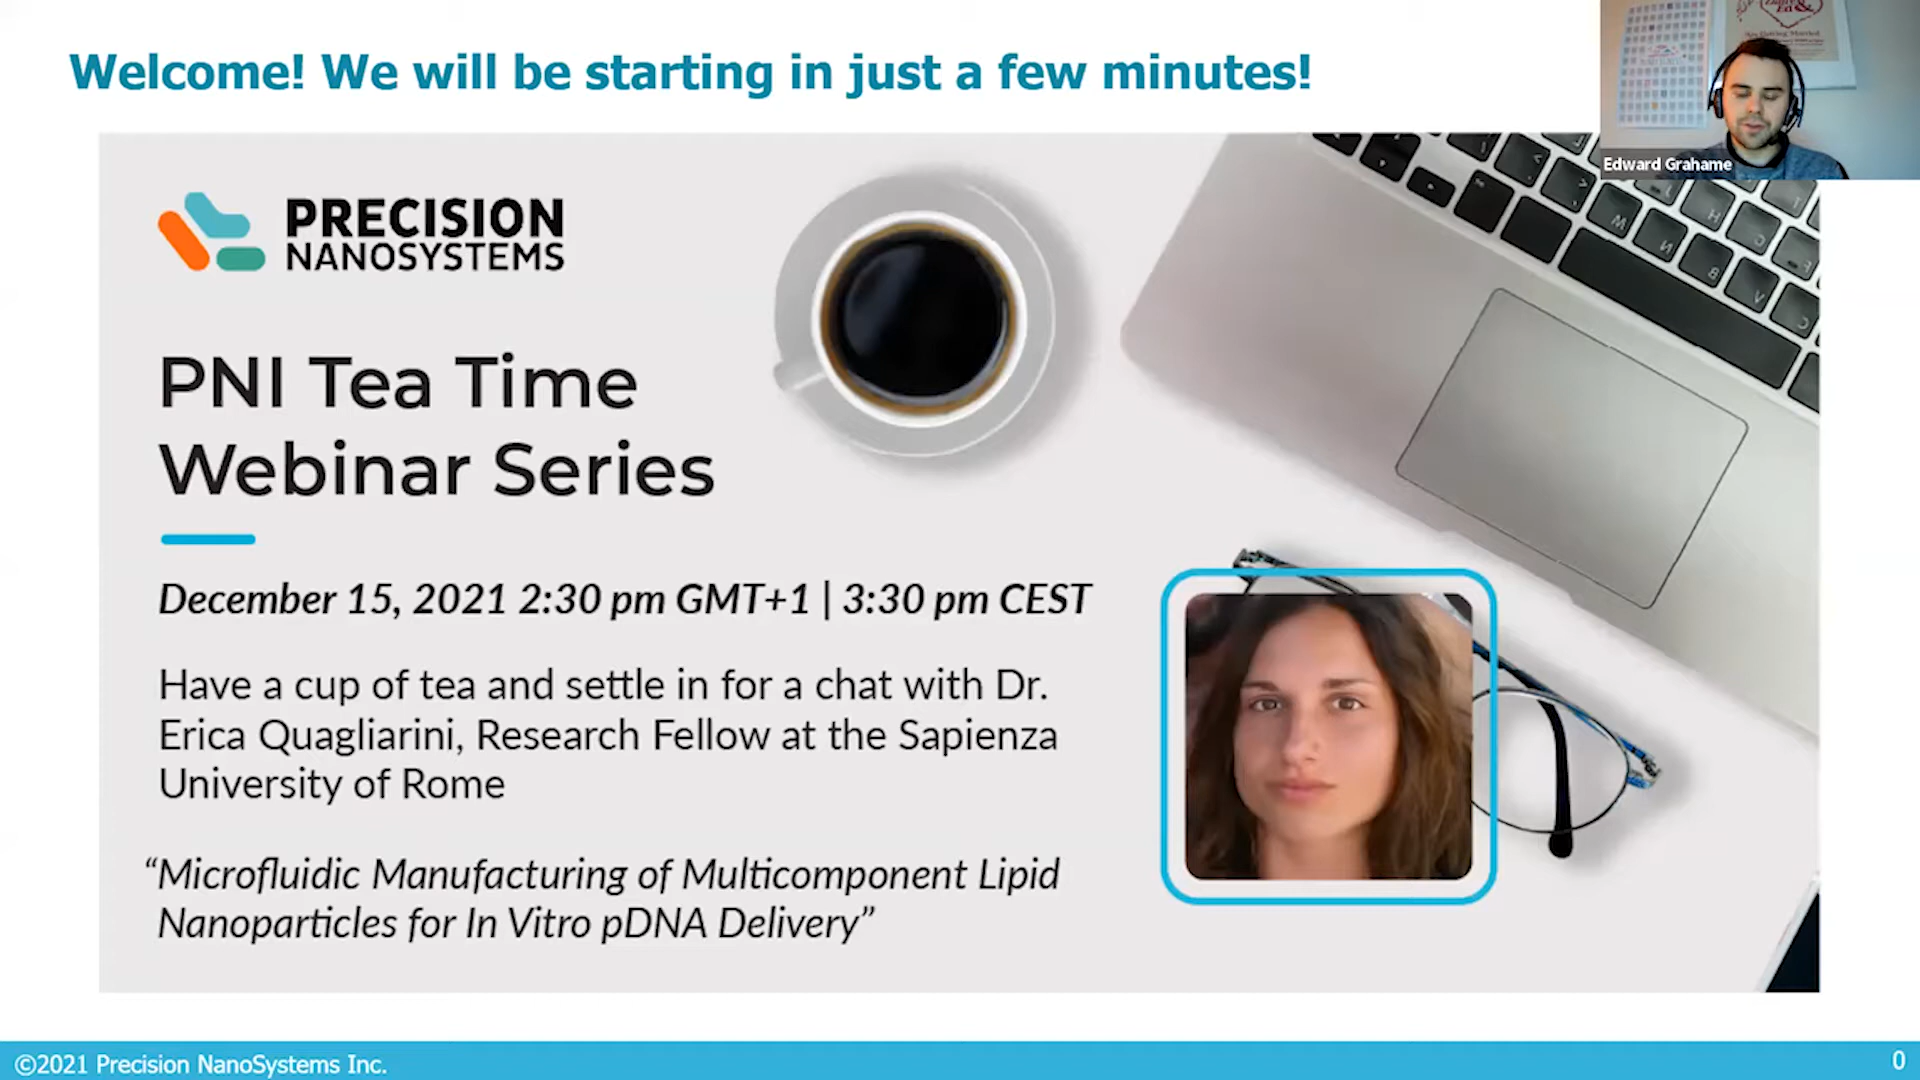 Welcome! We will be starting in just a few minutes!
Edward Grahame
PRECISION
NANOSYSTEMS
PNI Tea Time
Webinar Series
December 15, 2021 2:30 pm GMT+1 | 3:30 pm CEST
Have a cup of tea and settle in for a chat with Dr.
Erica Quagliarini, Research Fellow at the Sapienza
University of Rome
“Microfluidic Manufacturing of Multicomponent Lipid
Nanoparticles for In Vitro pDNA Delivery”
©2021 Precision NanoSystems Inc.
0